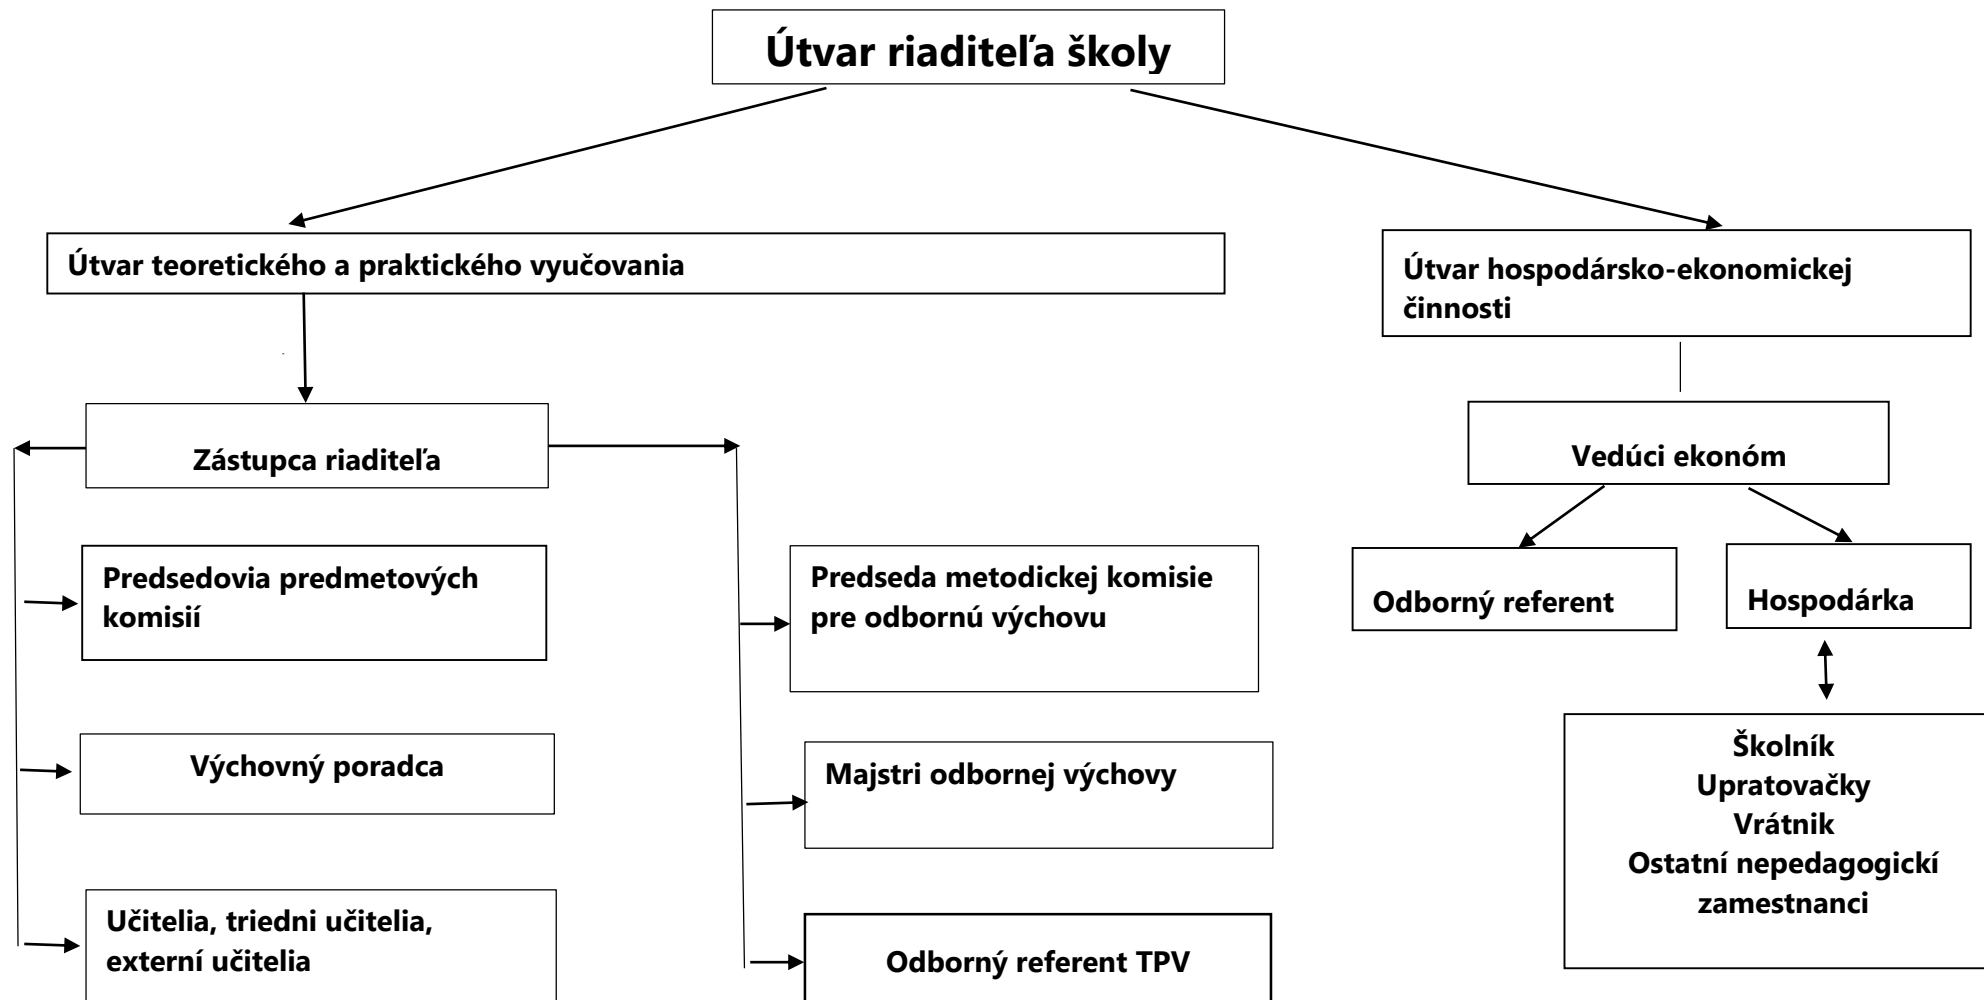 Útvar riaditeľa školy
Útvar teoretického a praktického vyučovania
Útvar hospodársko-ekonomickej
činnosti
Zástupca riaditeľa
Vedúci ekonóm
Predsedovia predmetových
komisií
Predseda metodickej komisie
pre odbornú výchovu
Odborný referent
Hospodárka
Výchovný poradca
Majstri odbornej výchovy
Školník
Upratovačky
Vrátnik
Ostatní nepedagogickí
zamestnanci
Učitelia, triedni učitelia,
externí učitelia
Odborný referent TPV